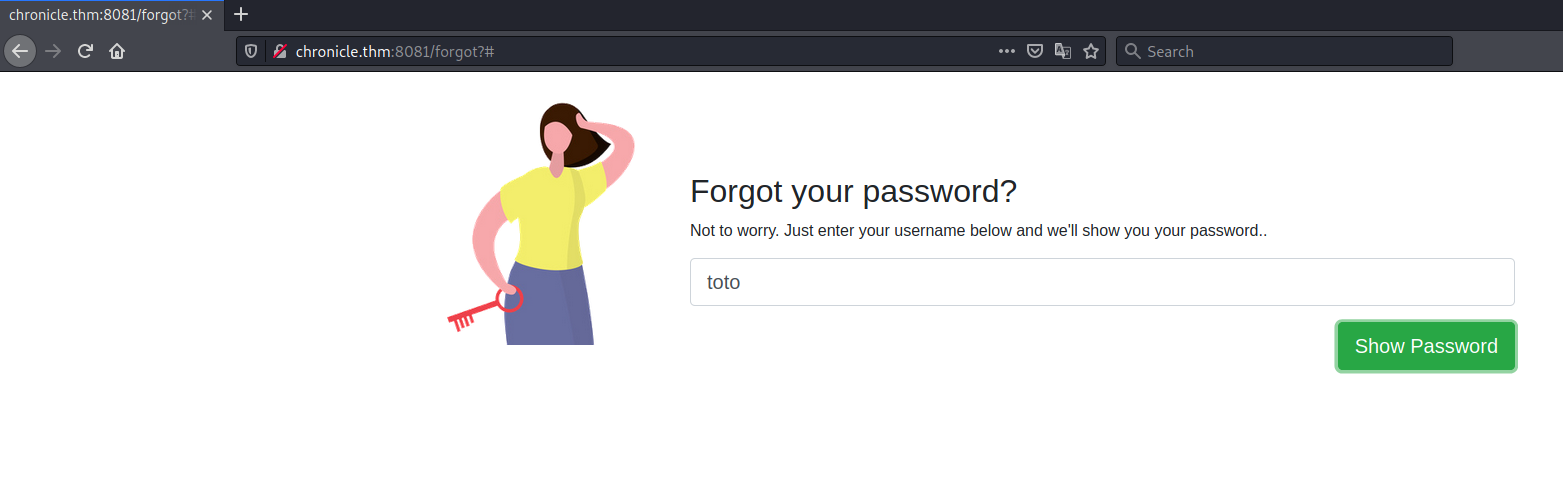 chronicle.thm:8081/forgot?#
chronicle.thm:8081/forgot?#
Search
Forgot your password?
Not to worry. Just enter your username below and we'll show you your password..
toto
Show Password